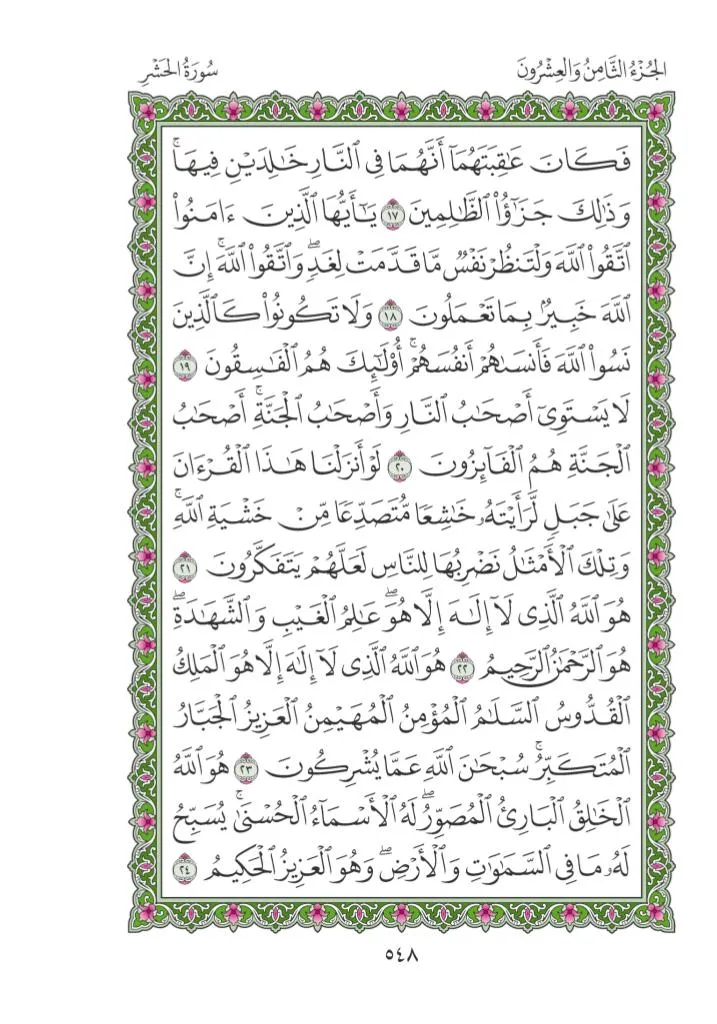 الجُزْءُ الثَّامِنُ وَالعِشْرُونَ
سُورَةُ الحَشْرِ
فَكَانَ عَٰقِبَتَهُمَآ أَنَّهُمَا فِي ٱلنَّارِ خَٰلِدَيْنِ فِيهَاۚ
وَذَٰلِكَ جَزَٰٓؤُاْ ٱلظَّٰلِمِينَ ١٧ يَٰٓأَيُّهَا ٱلَّذِينَ ءَامَنُواْ
ٱتَّقُواْ ٱللَّهَ وَلْتَنظُرْ نَفْسٌ مَّا قَدَّمَتْ لِغَدٍۖ وَٱتَّقُواْ ٱللَّهَۚ إِنَّ
ٱللَّهَ خَبِيرُۢ بِمَا تَعْمَلُونَ ١٨ وَلَا تَكُونُواْ كَٱلَّذِينَ
نَسُواْ ٱللَّهَ فَأَنسَىٰهُمْ أَنفُسَهُمْۚ أُوْلَٰٓئِكَ هُمُ ٱلْفَٰسِقُونَ ١٩
لَا يَسْتَوِيٓ أَصْحَٰبُ ٱلنَّارِ وَأَصْحَٰبُ ٱلْجَنَّةِۚ أَصْحَٰبُ
ٱلْجَنَّةِ هُمُ ٱلْفَآئِزُونَ ٢٠ لَوْ أَنزَلْنَا هَٰذَا ٱلْقُرْءَانَ
عَلَىٰ جَبَلٍ لَّرَأَيْتَهُۥ خَٰشِعًا مُّتَصَدِّعًا مِّنْ خَشْيَةِ ٱللَّهِۚ
وَتِلْكَ ٱلْأَمْثَٰلُ نَضْرِبُهَا لِلنَّاسِ لَعَلَّهُمْ يَتَفَكَّرُونَ ٢١
هُوَ ٱللَّهُ ٱلَّذِي لَآ إِلَٰهَ إِلَّا هُوَۖ عَٰلِمُ ٱلْغَيْبِ وَٱلشَّهَٰدَةِۖ
هُوَ ٱلرَّحْمَٰنُ ٱلرَّحِيمُ ٢٢ هُوَ ٱللَّهُ ٱلَّذِي لَآ إِلَٰهَ إِلَّا هُوَ ٱلْمَلِكُ
ٱلْقُدُّوسُ ٱلسَّلَٰمُ ٱلْمُؤْمِنُ ٱلْمُهَيْمِنُ ٱلْعَزِيزُ ٱلْجَبَّارُ
ٱلْمُتَكَبِّرُۚ سُبْحَٰنَ ٱللَّهِ عَمَّا يُشْرِكُونَ ٢٣ هُوَ ٱللَّهُ
ٱلْخَٰلِقُ ٱلْبَارِئُ ٱلْمُصَوِّرُۖ لَهُ ٱلْأَسْمَآءُ ٱلْحُسْنَىٰۚ يُسَبِّحُ
لَهُۥ مَا فِي ٱلسَّمَٰوَٰتِ وَٱلْأَرْضِۖ وَهُوَ ٱلْعَزِيزُ ٱلْحَكِيمُ ٢٤
٥٤٨